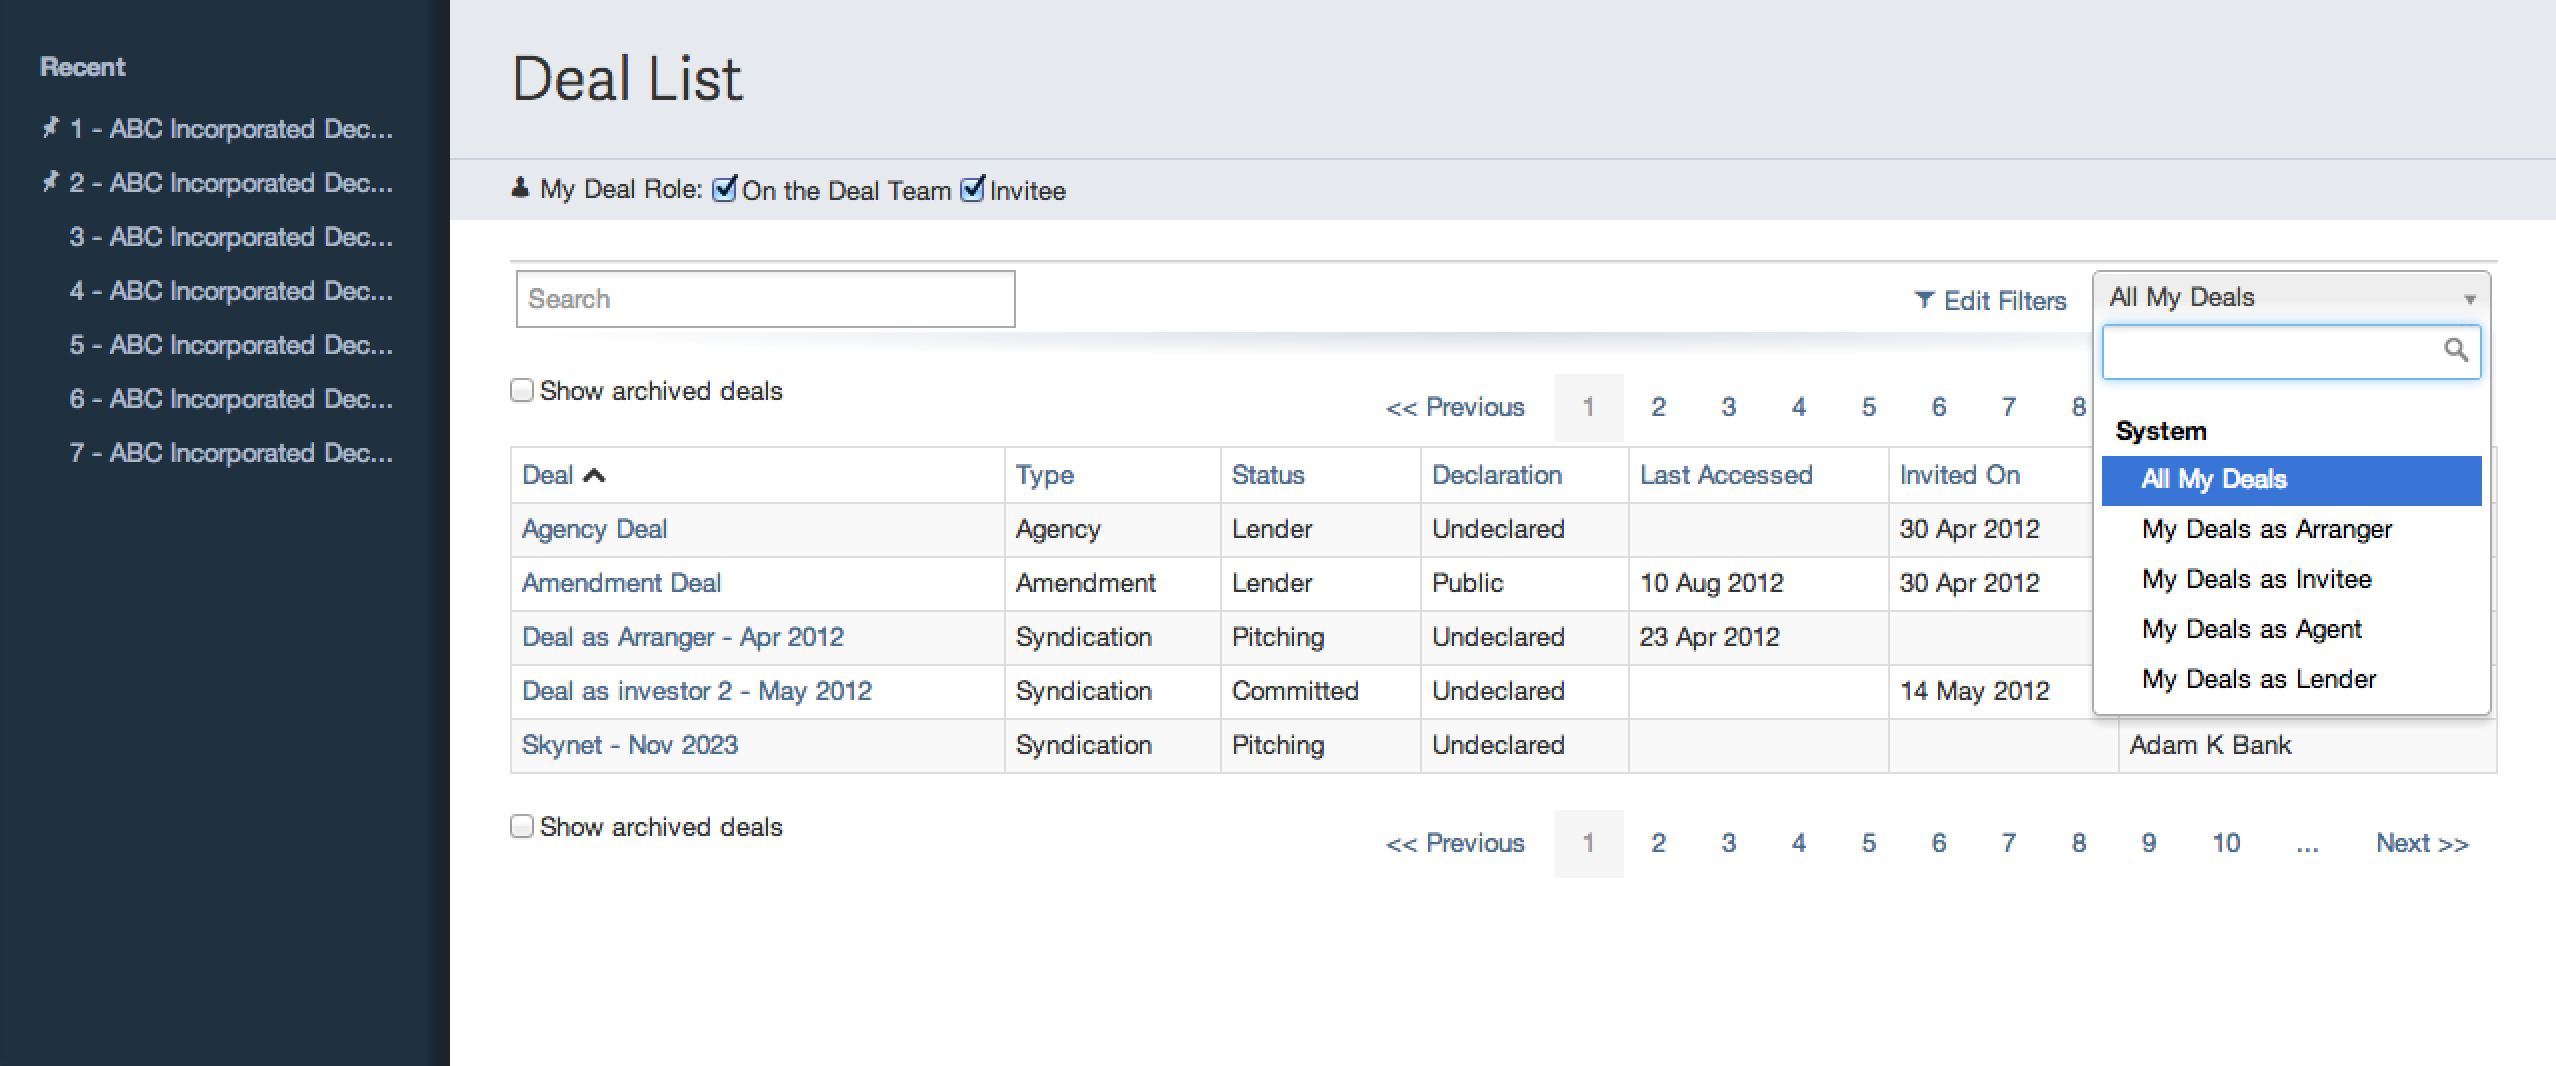 Recent
1 - ABC Incorporated Dec...
2 - ABC Incorporated Dec...
3 - ABC Incorporated Dec...
4 - ABC Incorporated Dec...
5 - ABC Incorporated Dec...
6 - ABC Incorporated Dec...
7 - ABC Incorporated Dec...
Deal List
My Deal Role: On the Deal Team Invitee
Search
Edit Filters
All My Deals
System
All My Deals
My Deals as Arranger
My Deals as Invitee
My Deals as Agent
My Deals as Lender
Show archived deals
<< Previous 1 2 3 4 5 6 7 8
Deal Type Status Declaration Last Accessed Invited On
Agency Deal Agency Lender Undeclared 30 Apr 2012
Amendment Deal Amendment Lender Public 10 Aug 2012 30 Apr 2012
Deal as Arranger - Apr 2012 Syndication Pitching Undeclared 23 Apr 2012
Deal as investor 2 - May 2012 Syndication Committed Undeclared 14 May 2012
Skynet - Nov 2023 Syndication Pitching Undeclared Adam K Bank
Show archived deals
<< Previous 1 2 3 4 5 6 7 8 9 10 ... Next >>